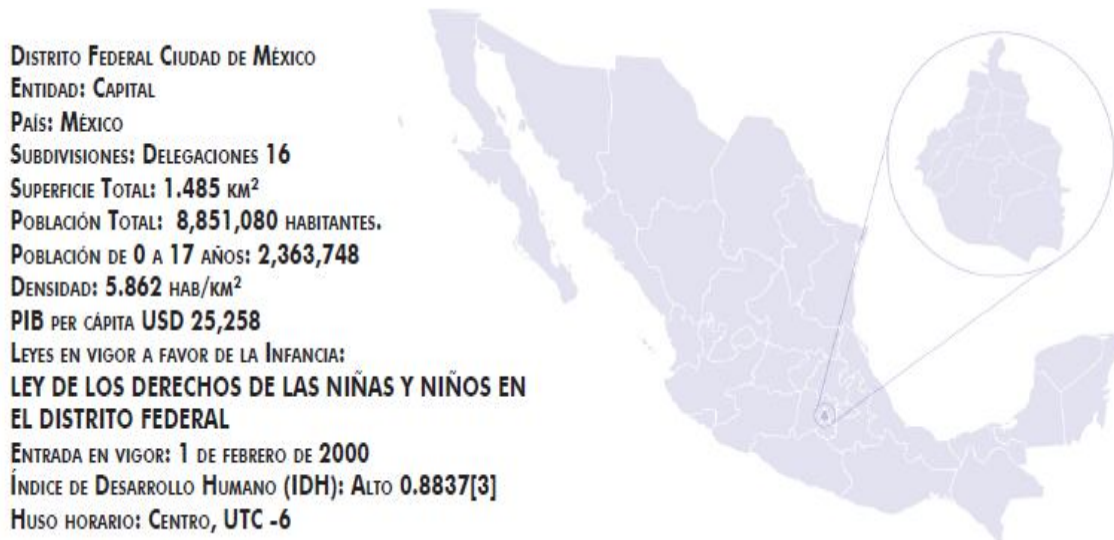 Distrito Federal Ciudad de México
Entidad: Capital
País: México
Subdivisiones: Delegaciones 16
Superficie Total: 1.485 km²
Población Total: 8,851,080 habitantes.
Población de 0 a 17 años: 2,363,748
Densidad: 5.862 hab/km²
PIB per cápita USD 25,258
Leyes en vigor a favor de la Infancia:
LEY DE LOS DERECHOS DE LAS NIÑAS Y NIÑOS EN
EL DISTRITO FEDERAL
Entrada en vigor: 1 de febrero de 2000
Índice de Desarrollo Humano (IDH): Alto 0.8837[3]
Huso horario: Centro, UTC -6